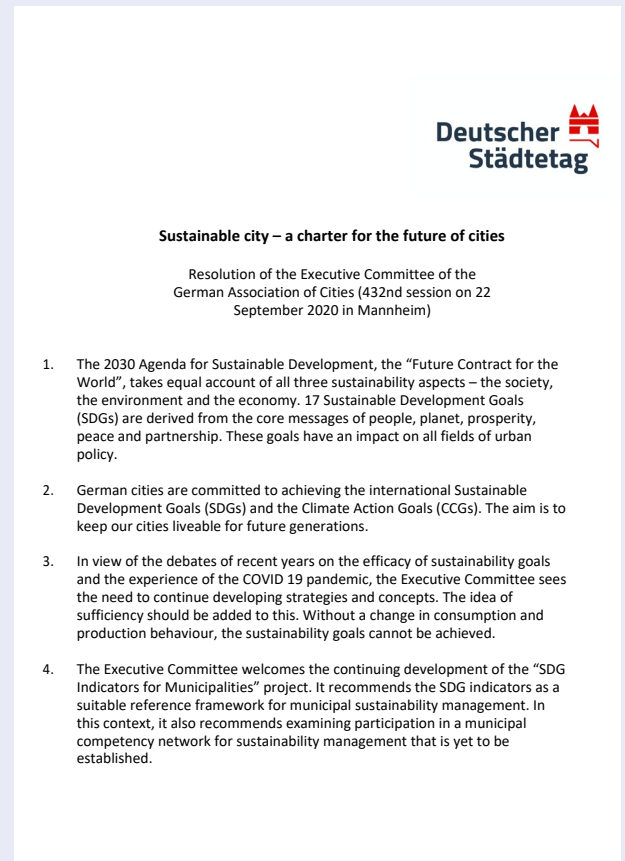 Deutscher
Städtetag
Sustainable city – a charter for the future of cities
Resolution of the Executive Committee of the
German Association of Cities (432nd session on 22
September 2020 in Mannheim)
1. The 2030 Agenda for Sustainable Development, the “Future Contract for the
World”, takes equal account of all three sustainability aspects – the society,
the environment and the economy. 17 Sustainable Development Goals
(SDGs) are derived from the core messages of people, planet, prosperity,
peace and partnership. These goals have an impact on all fields of urban
policy.
2. German cities are committed to achieving the international Sustainable
Development Goals (SDGs) and the Climate Action Goals (CCGs). The aim is to
keep our cities liveable for future generations.
3. In view of the debates of recent years on the efficacy of sustainability goals
and the experience of the COVID 19 pandemic, the Executive Committee sees
the need to continue developing strategies and concepts. The idea of
sufficiency should be added to this. Without a change in consumption and
production behaviour, the sustainability goals cannot be achieved.
4. The Executive Committee welcomes the continuing development of the “SDG
Indicators for Municipalities” project. It recommends the SDG indicators as a
suitable reference framework for municipal sustainability management. In
this context, it also recommends examining participation in a municipal
competency network for sustainability management that is yet to be
established.